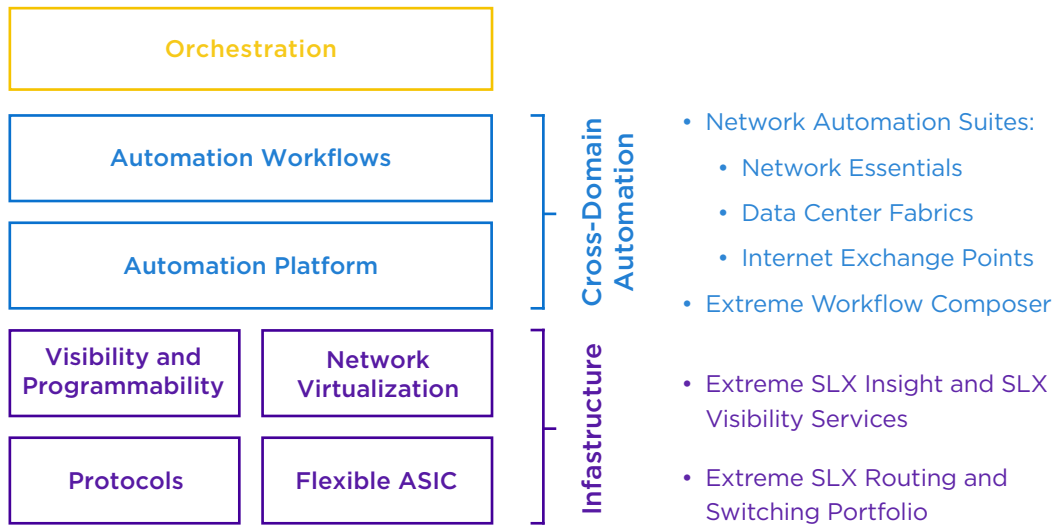 Orchestration
Automation Workflows
Automation Platform
Cross-Domain
Automation
• Network Automation Suites:
• Network Essentials
• Data Center Fabrics
• Internet Exchange Points
• Extreme Workflow Composer
Visibility and
Programmability
Network
Virtualization
Protocols
Flexible ASIC
Infastructure
• Extreme SLX Insight and SLX
Visibility Services
• Extreme SLX Routing and
Switching Portfolio